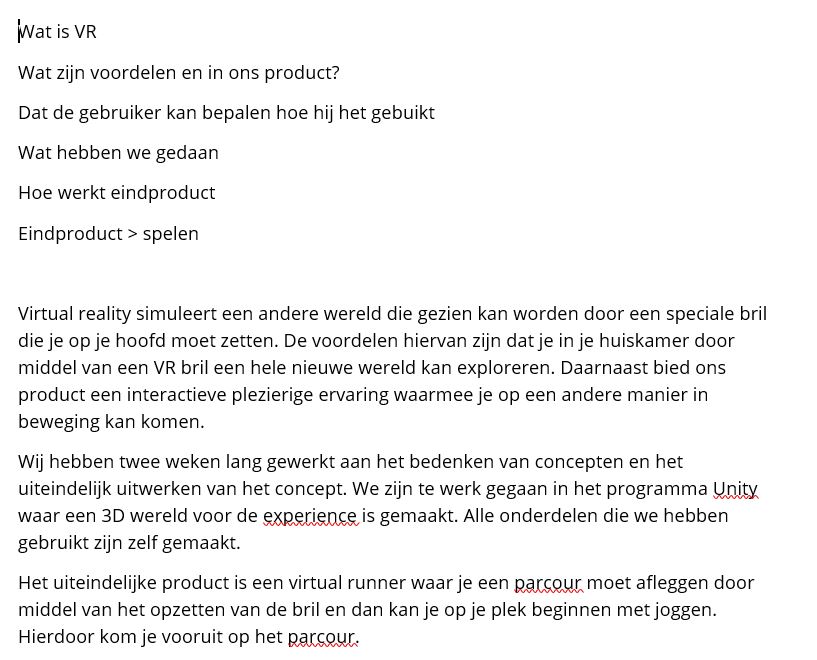 Wat is VR
Wat zijn voordelen en in ons product?
Dat de gebruiker kan bepalen hoe hij het gebuikt
Wat hebben we gedaan
Hoe werkt eindproduct
Eindproduct > spelen
Virtual reality simuleert een andere wereld die gezien kan worden door een speciale bril
die je op je hoofd moet zetten. De voordelen hiervan zijn dat je in je huiskamer door
middel van een VR bril een hele nieuwe wereld kan exploreren. Daarnaast bied ons
product een interactieve plezierige ervaring waarmee je op een andere manier in
beweging kan komen.
Wij hebben twee weken lang gewerkt aan het bedenken van concepten en het
uiteindelijk uitwerken van het concept. We zijn te werk gegaan in het programma Unity
waar een 3D wereld voor de experience is gemaakt. Alle onderdelen die we hebben
gebruikt zijn zelf gemaakt.
Het uiteindelijke product is een virtual runner waar je een parcour moet afleggen door
middel van het opzetten van de bril en dan kan je op je plek beginnen met joggen.
Hierdoor kom je vooruit op het parcour.